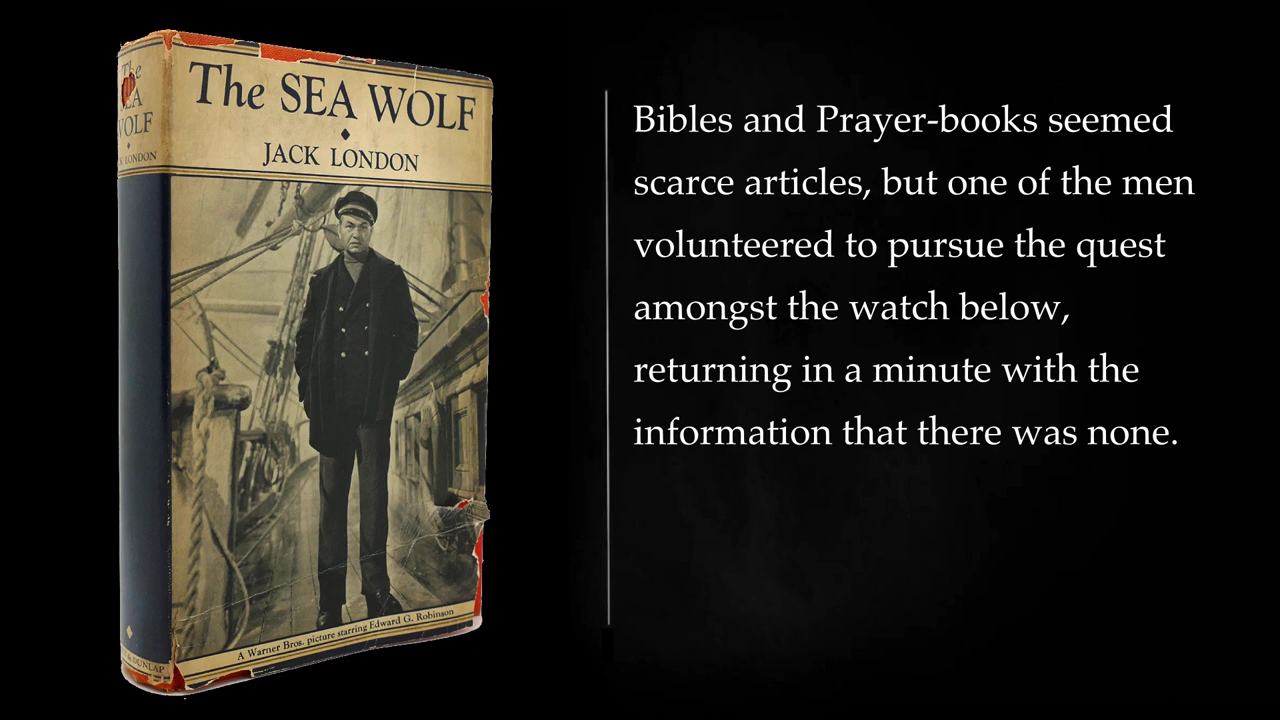 The SEA WOLF
JACK LONDON
A Warner Bros. picture starring Edward G. Robinson
The
SEA
WOLF
LONDON
DUNLAP
Bibles and Prayer-books seemed
scarce articles, but one of the men
volunteered to pursue the quest
amongst the watch below,
returning in a minute with the
information that there was none.